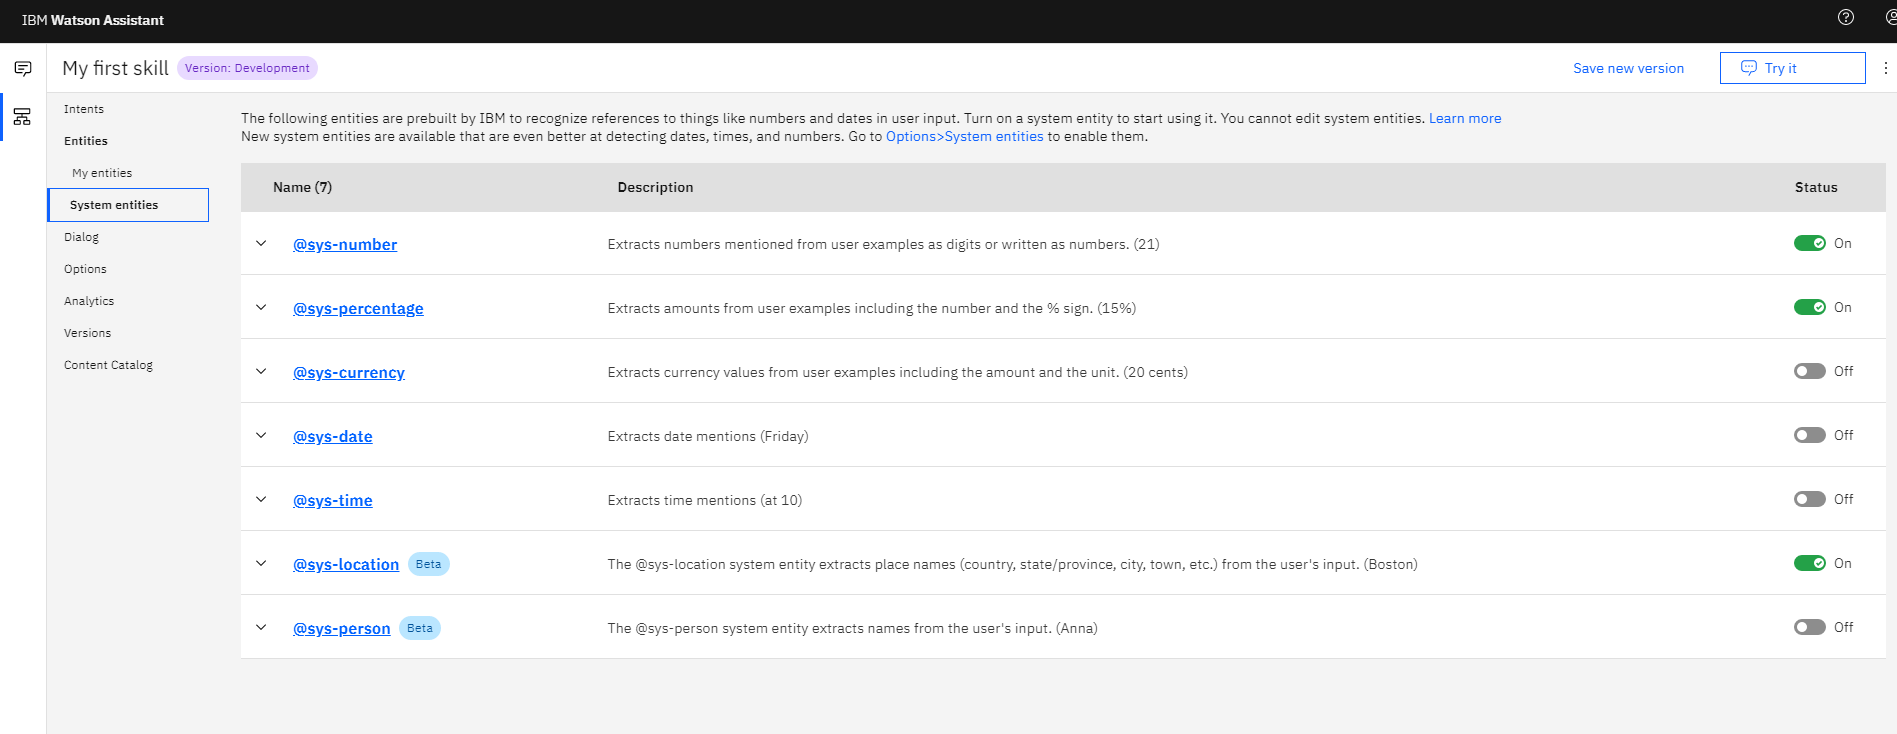 IBM Watson Assistant
My first skill Version: Development Save new version Try it
Intents
Entities
My entities
System entities
Dialog
Options
Analytics
Versions
Content Catalog
The following entities are prebuilt by IBM to recognize references to things like numbers and dates in user input. Turn on a system entity to start using it. You cannot edit system entities. Learn more
New system entities are available that are even better at detecting dates, times, and numbers. Go to Options>System entities to enable them.
Name (7) Description Status
@sys-number Extracts numbers mentioned from user examples as digits or written as numbers. (21) On
@sys-percentage Extracts amounts from user examples including the number and the % sign. (15%) On
@sys-currency Extracts currency values from user examples including the amount and the unit. (20 cents) Off
@sys-date Extracts date mentions (Friday) Off
@sys-time Extracts time mentions (at 10) Off
@sys-location Beta The @sys-location system entity extracts place names (country, state/province, city, town, etc.) from the user's input. (Boston) On
@sys-person Beta The @sys-person system entity extracts names from the user's input. (Anna) Off